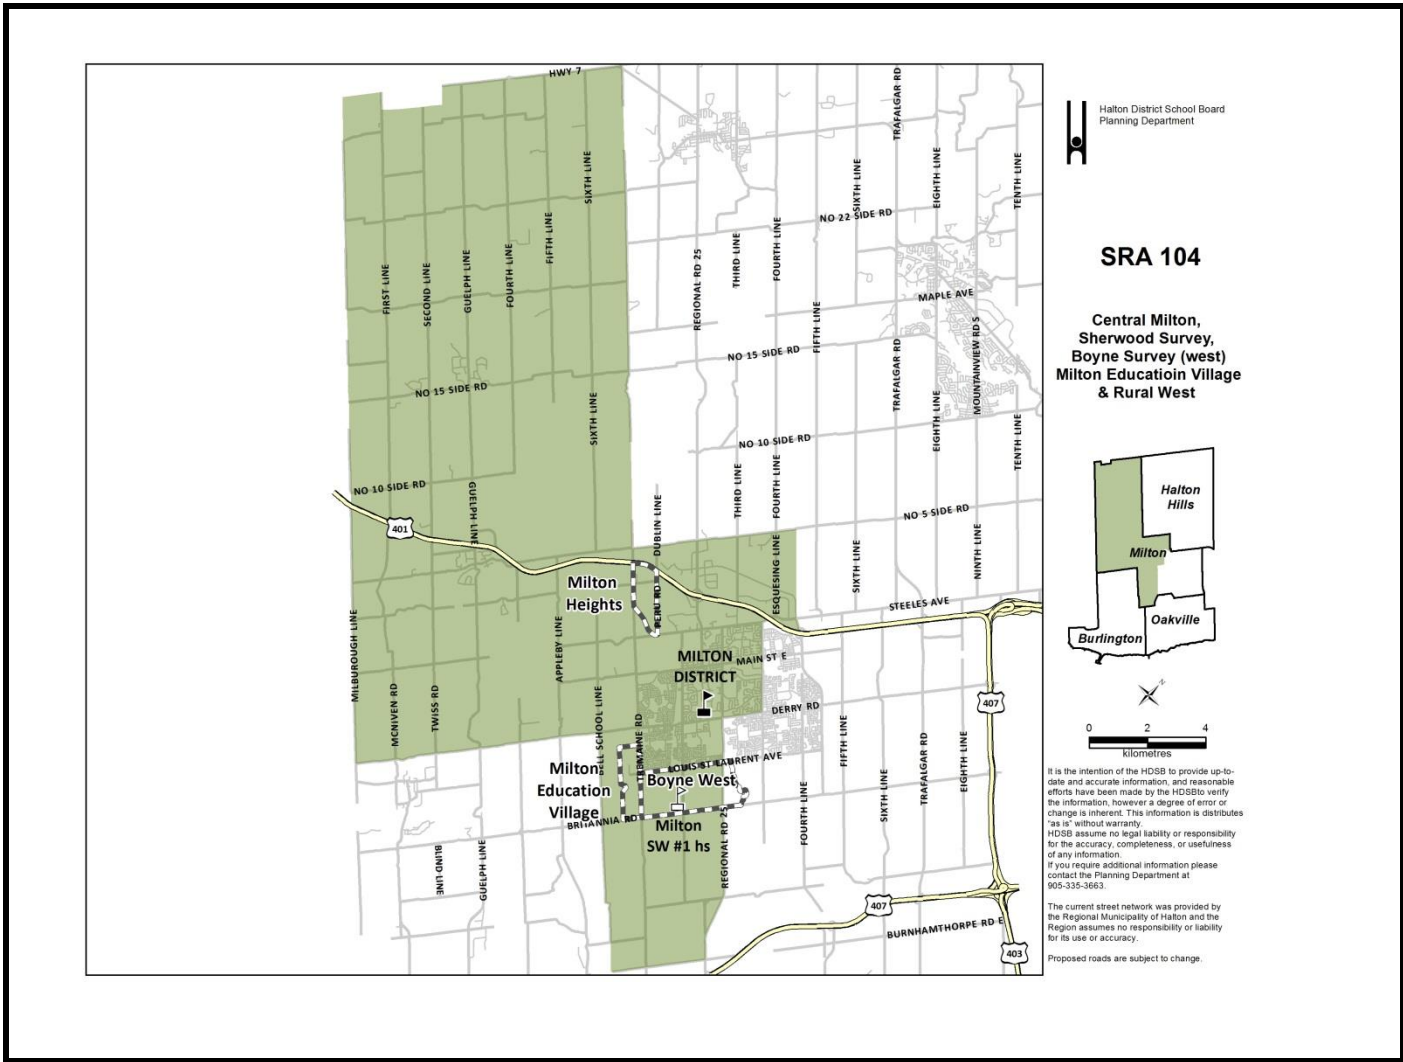 HWY 7
TRAFALGAR RD
SIXTH LINE
SIXTH LINE
EIGHTH LINE
TENTH LINE
NO 22 SIDE RD
FIFTH LINE
FOURTH LINE
THIRD LINE
FOURTH LINE
REGIONAL RD 25
FIRST LINE
SECOND LINE
GUELPH LINE
MAPLE AVE
FIFTH LINE
MOUNTAINVIEW RD S
NO 15 SIDE RD
TRAFALGAR RD
NO 15 SIDE RD
SIXTH LINE
EIGHTH LINE
TENTH LINE
NO 10 SIDE RD
THIRD LINE
FOURTH LINE
NO 10 SIDE RD
GUELPH LINE
DUBLIN LINE
NO 5 SIDE RD
401
ESQUESING LINE
SIXTH LINE
NINTH LINE
Milton
Heights
PERU RD
STEELES AVE
MILBOROUGH LINE
APPLEBY LINE
MILTON
DISTRICT
MAIN ST E
MCNIVEN RD
TWISS RD
BELL SCHOOL LINE
TREMAINE RD
DERRY RD
407
FIFTH LINE
TRAFALGAR RD
EIGHTH LINE
LOUIS ST LAURENT AVE
Milton
Education
Village
Boyne West
SIXTH LINE
FOURTH LINE
BRITANNIA RD
Milton
SW #1 hs
REGIONAL RD 25
BLIND LINE
GUELPH LINE
407
BURNHAMTHORPE RD E
403
Halton District School Board
Planning Department
SRA 104
Central Milton,
Sherwood Survey,
Boyne Survey (west)
Milton Educatioin Village
& Rural West
Halton
Hills
Milton
Oakville
Burlington
N
0 2 4
kilometres
It is the intention of the HDSB to provide up-to-
date and accurate information, and reasonable
efforts have been made by the HDSBto verify
the information, however a degree of error or
change is inherent. This information is distributes
"as is" without warranty.
HDSB assume no legal liability or responsibility
for the accuracy, completeness, or usefulness
of any information.
If you require additional information please
contact the Planning Department at
905-335-3663.
The current street network was provided by
the Regional Municipality of Halton and the
Region assumes no responsibility or liability
for its use or accuracy.
Proposed roads are subject to change.